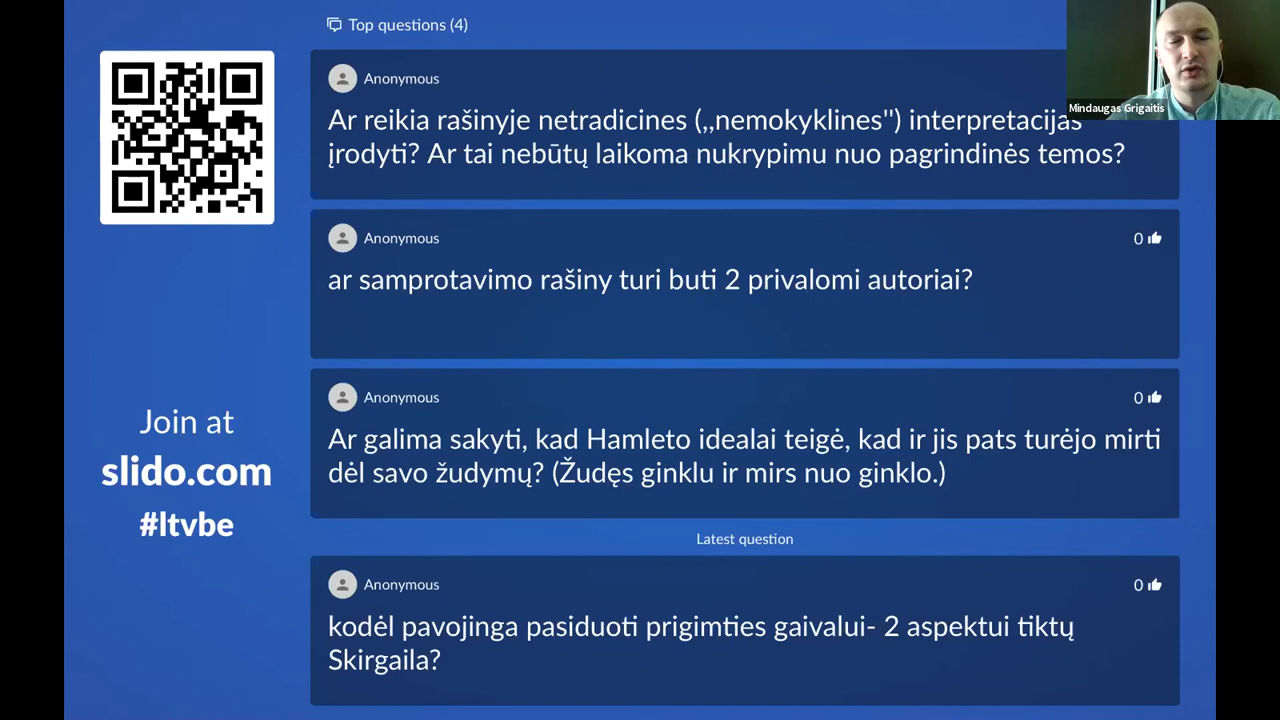 Top questions (4)
Mindaugas Grigaitis
Anonymous
Ar reikia rašinyje netradicines (,,nemokyklines'') interpretacijas
įrodyti? Ar tai nebūtų laikoma nukrypimu nuo pagrindinės temos?
Anonymous
0
ar samprotavimo rašiny turi buti 2 privalomi autoriai?
Anonymous
0
Ar galima sakyti, kad Hamleto idealai teigė, kad ir jis pats turėjo mirti
dėl savo žudymų? (Žudęs ginklu ir mirs nuo ginklo.)
Latest question
Anonymous
0
kodėl pavojinga pasiduoti prigimties gaivalui- 2 aspektui tiktų
Skirgaila?
Join at
slido.com
#ltvbe